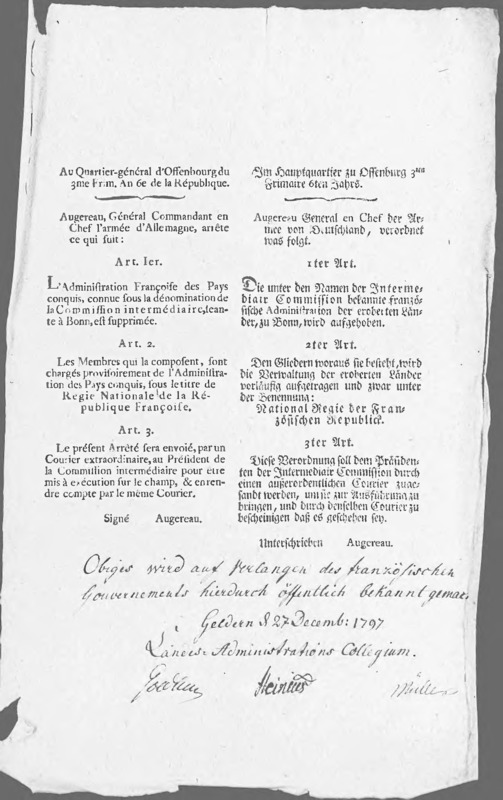 Au Quartier-général d'Offenbourg du
3me Frim. An 6e de la République.
Augereau, Général Commandant en
Chef l'armée d'Allemagne, arrête
ce qui suit:
Art. Ier.
L'Administration Françoise des Pays
conquis, connue sous la dénomination de
la Commission intermédiaire, sean-
te à Bonn, est supprimée.
Art. 2.
Les Membres qui la composent, sont
chargés provisoirement de l'Administra-
tion des Pays conquis, sous le titre de
Regie Nationale de la Ré-
publique Françoise.
Art. 3.
Le présent Arrêté sera envoié, par un
Courier extraordinaire, au Président de
la Commission intermédiaire pour être
mis à exécution sur le champ, & en ren-
dre compte par le même Courier.
Signé Augereau.
Im Hauptquartier zu Offenburg 3ten
Frimaire 6ten Jahrs.
Augereau General en Chef der Ar-
mee von Deutschland, verordnet
was folgt.
1ter Art.
Die unter den Namen der Interme-
diair Commission bekannte französ-
sische Administration der eroberten Län-
der, zu Bonn, wird aufgehoben.
2ter Art.
Den Gliedern woraus sie besteht, wird
die Verwaltung der eroberten Länder
vorläufig aufgetragen und zwar unter
der Benennung:
National Regie der Fran-
zösischen Republick.
3ter Art.
Diese Verordnung soll dem Präsiden-
ten der Intermediair Commission durch
einen außerordentlichen Courier zuge-
sandt werden, um sie zur Ausführung zu
bringen, und durch denselben Courier zu
bescheinigen daß es geschehen sey.
Unterschrieben Augereau.
Obiges wird auf Verlangen des französischen
Gouvernements hierdurch öffentlich bekannt gemac
Geldern d 27 Decemb: 1797
Administrations Collegium.
Heinius
Müller